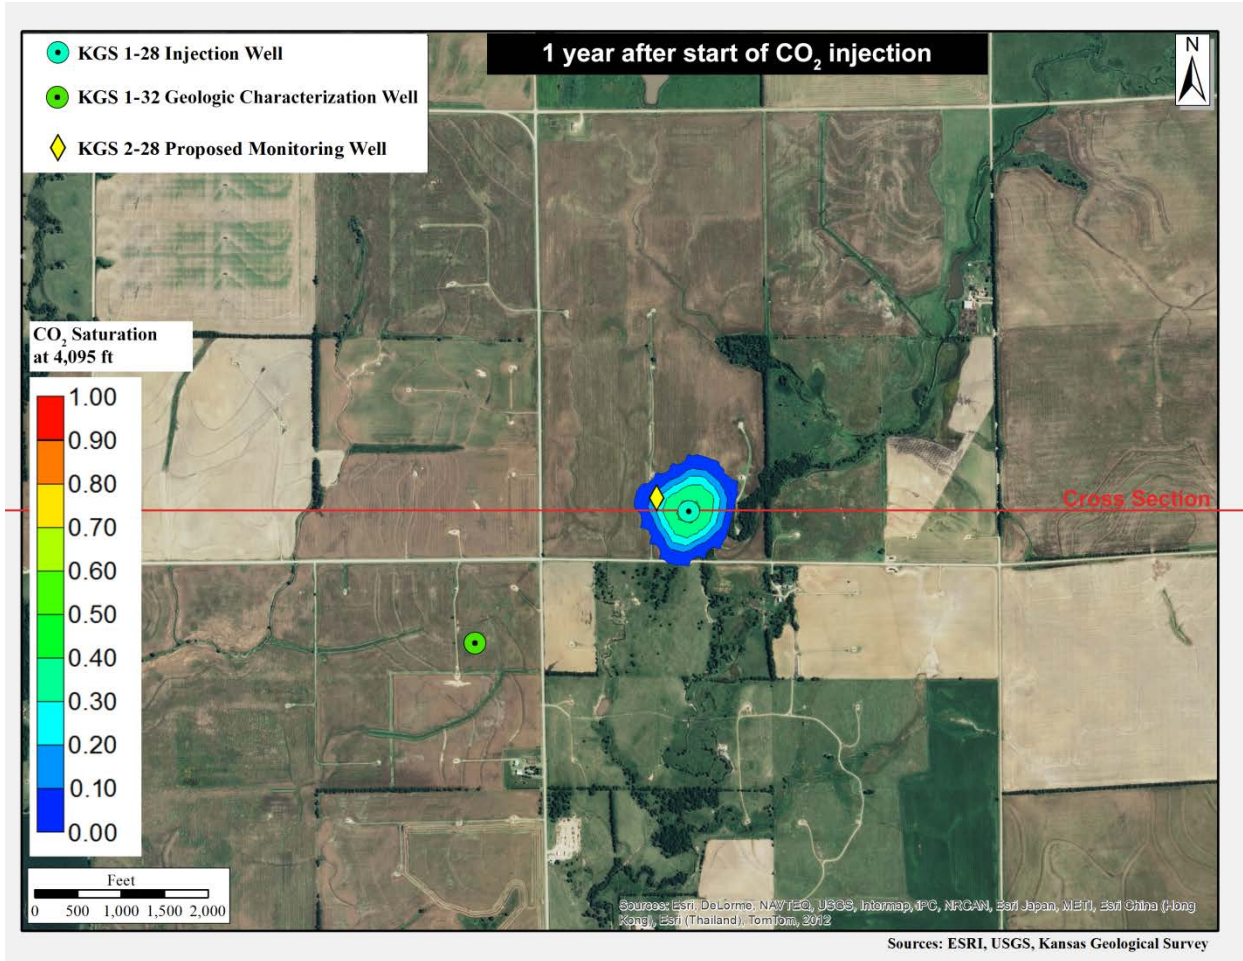 KGS 1-28 Injection Well
KGS 1-32 Geologic Characterization Well
KGS 2-28 Proposed Monitoring Well
1 year after start of CO₂ injection
N
CO₂ Saturation
at 4,095 ft
1.00
0.90
0.80
0.70
0.60
0.50
0.40
0.30
0.20
0.10
0.00
Cross Section
Feet
0 500 1,000 1,500 2,000
Sources: Esri, DeLorme, NAVTEQ, USGS, Intermap, iPC, NRCAN, Esri Japan, METI, Esri China (Hong
Kong), Esri (Thailand), TomTom, 2012
Sources: ESRI, USGS, Kansas Geological Survey